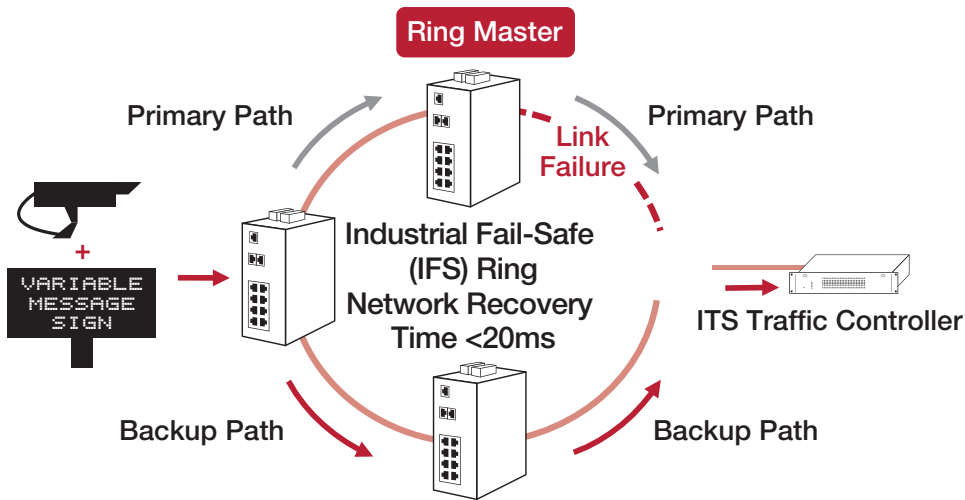 Ring Master
Primary Path
Primary Path
Link
Failure
+
VARIABLE
MESSAGE
SIGN
Industrial Fail-Safe
(IFS) Ring
Network Recovery
Time <20ms
ITS Traffic Controller
Backup Path
Backup Path